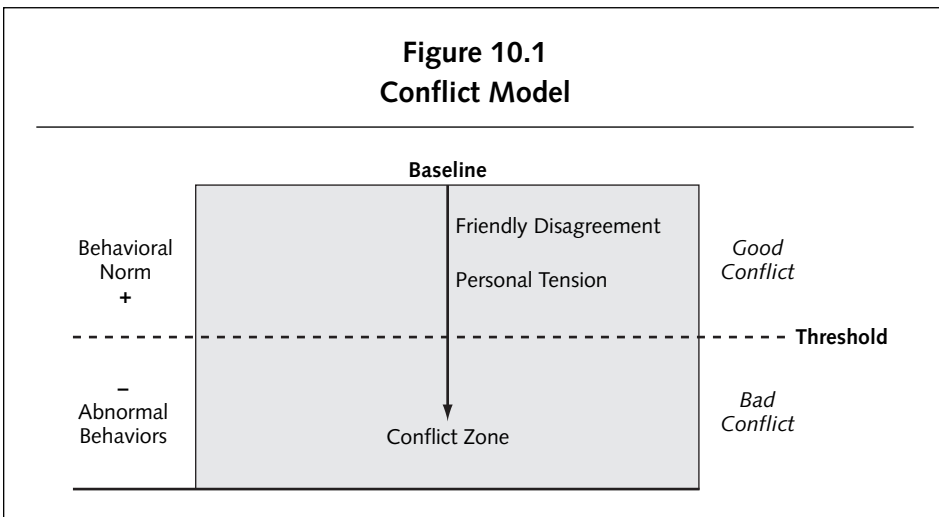 Figure 10.1
Conflict Model
Baseline
Friendly Disagreement
Behavioral
Norm
+
Good
Conflict
Personal Tension
Threshold
–
Abnormal
Behaviors
Bad
Conflict
Conflict Zone